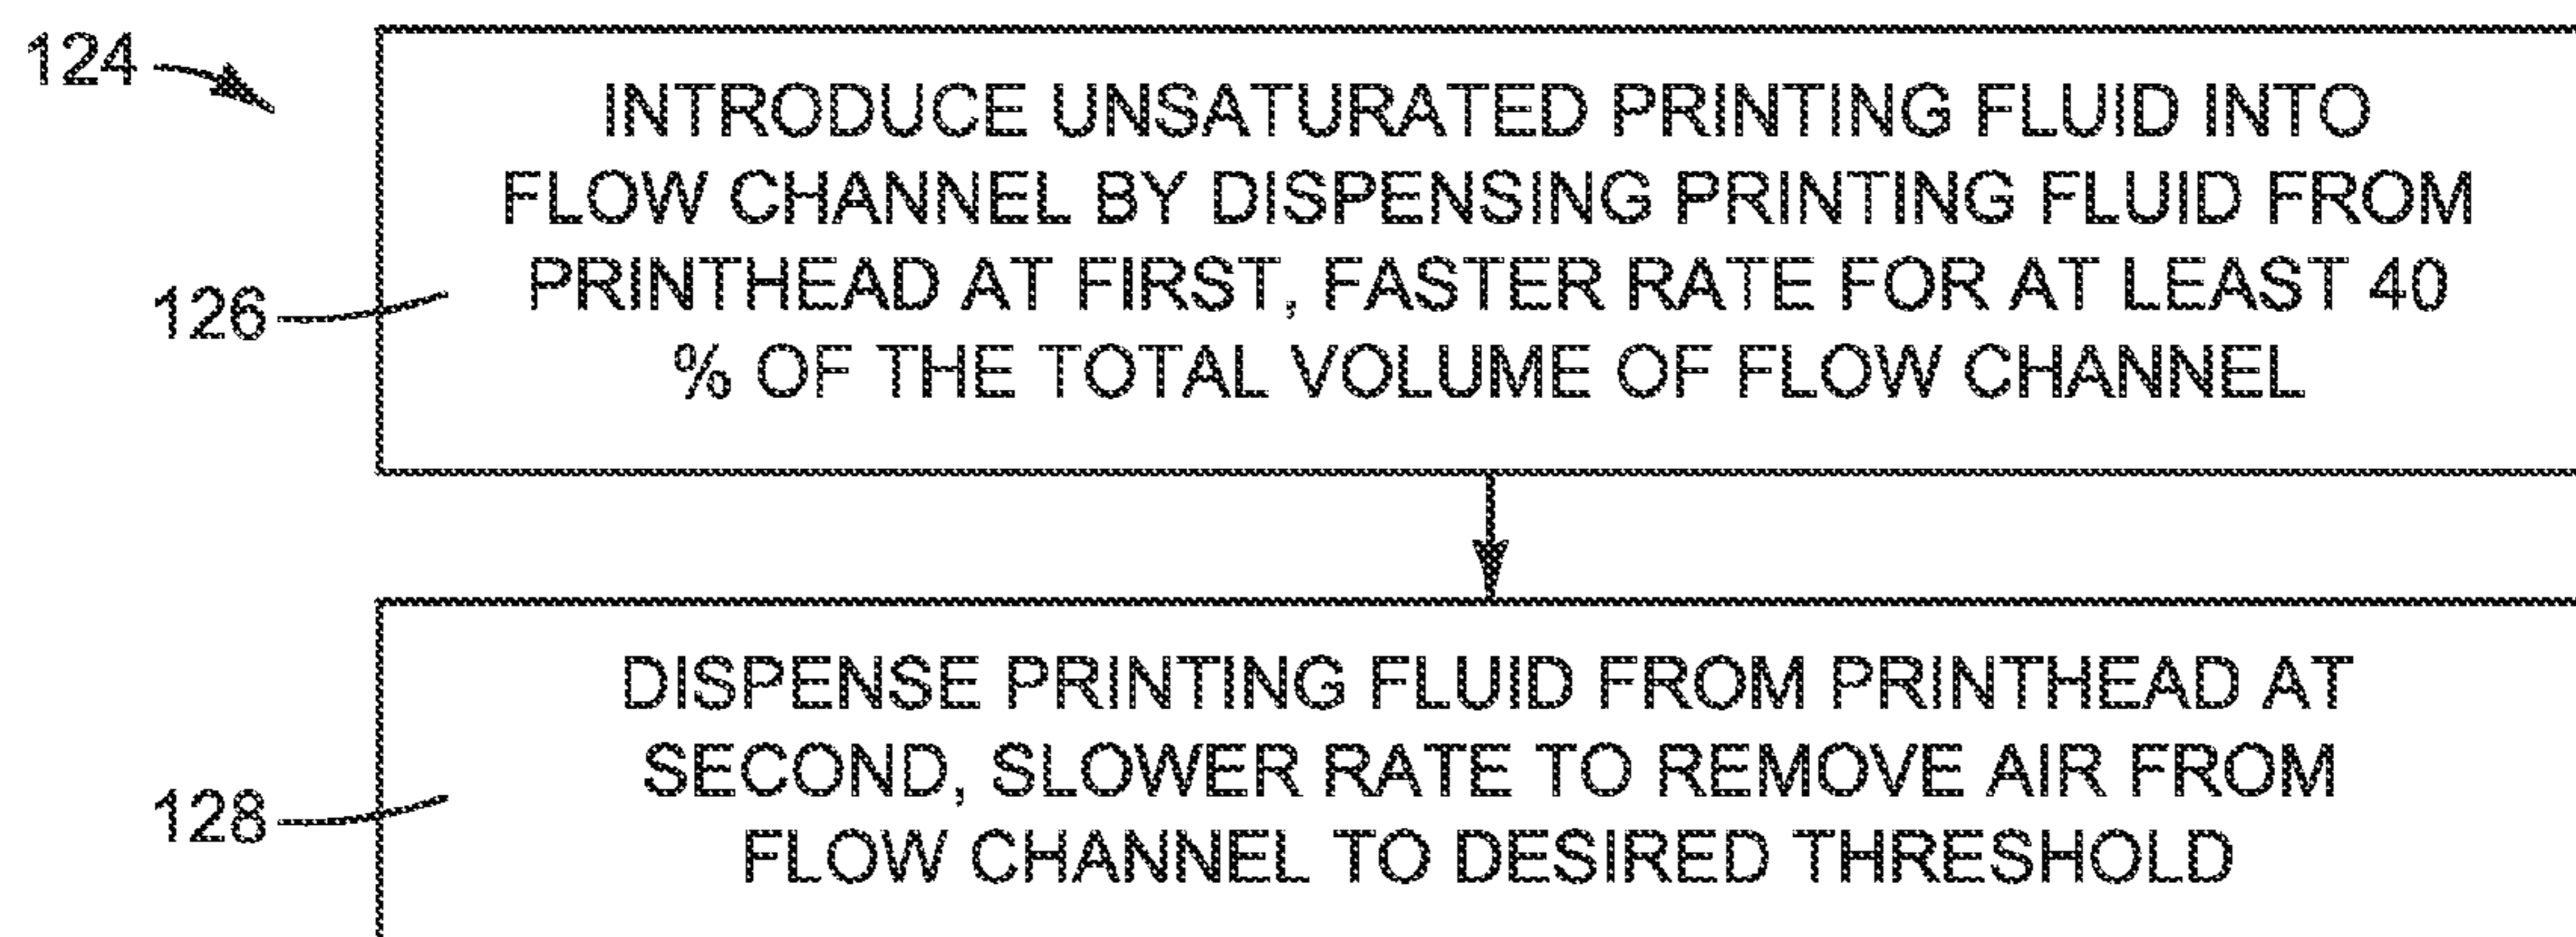 124
INTRODUCE UNSATURATED PRINTING FLUID INTO
FLOW CHANNEL BY DISPENSING PRINTING FLUID FROM
PRINTHEAD AT FIRST, FASTER RATE FOR AT LEAST 40
% OF THE TOTAL VOLUME OF FLOW CHANNEL
126
DISPENSE PRINTING FLUID FROM PRINTHEAD AT
SECOND, SLOWER RATE TO REMOVE AIR FROM
FLOW CHANNEL TO DESIRED THRESHOLD
128